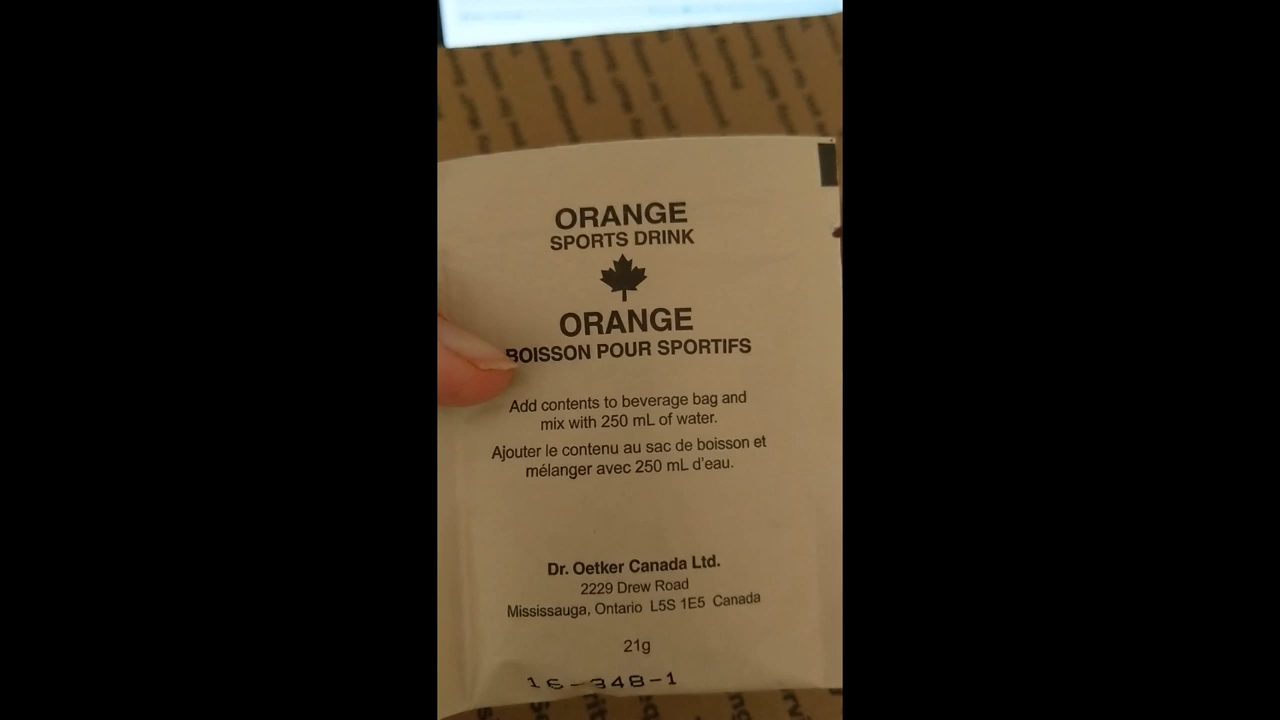 ORANGE
SPORTS DRINK
ORANGE
BOISSON POUR SPORTIFS
Add contents to beverage bag and
mix with 250 mL of water.
Ajouter le contenu au sac de boisson et
mélanger avec 250 mL d'eau.
Dr. Oetker Canada Ltd.
2229 Drew Road
Mississauga, Ontario L5S 1E5 Canada
21g
16-348-1